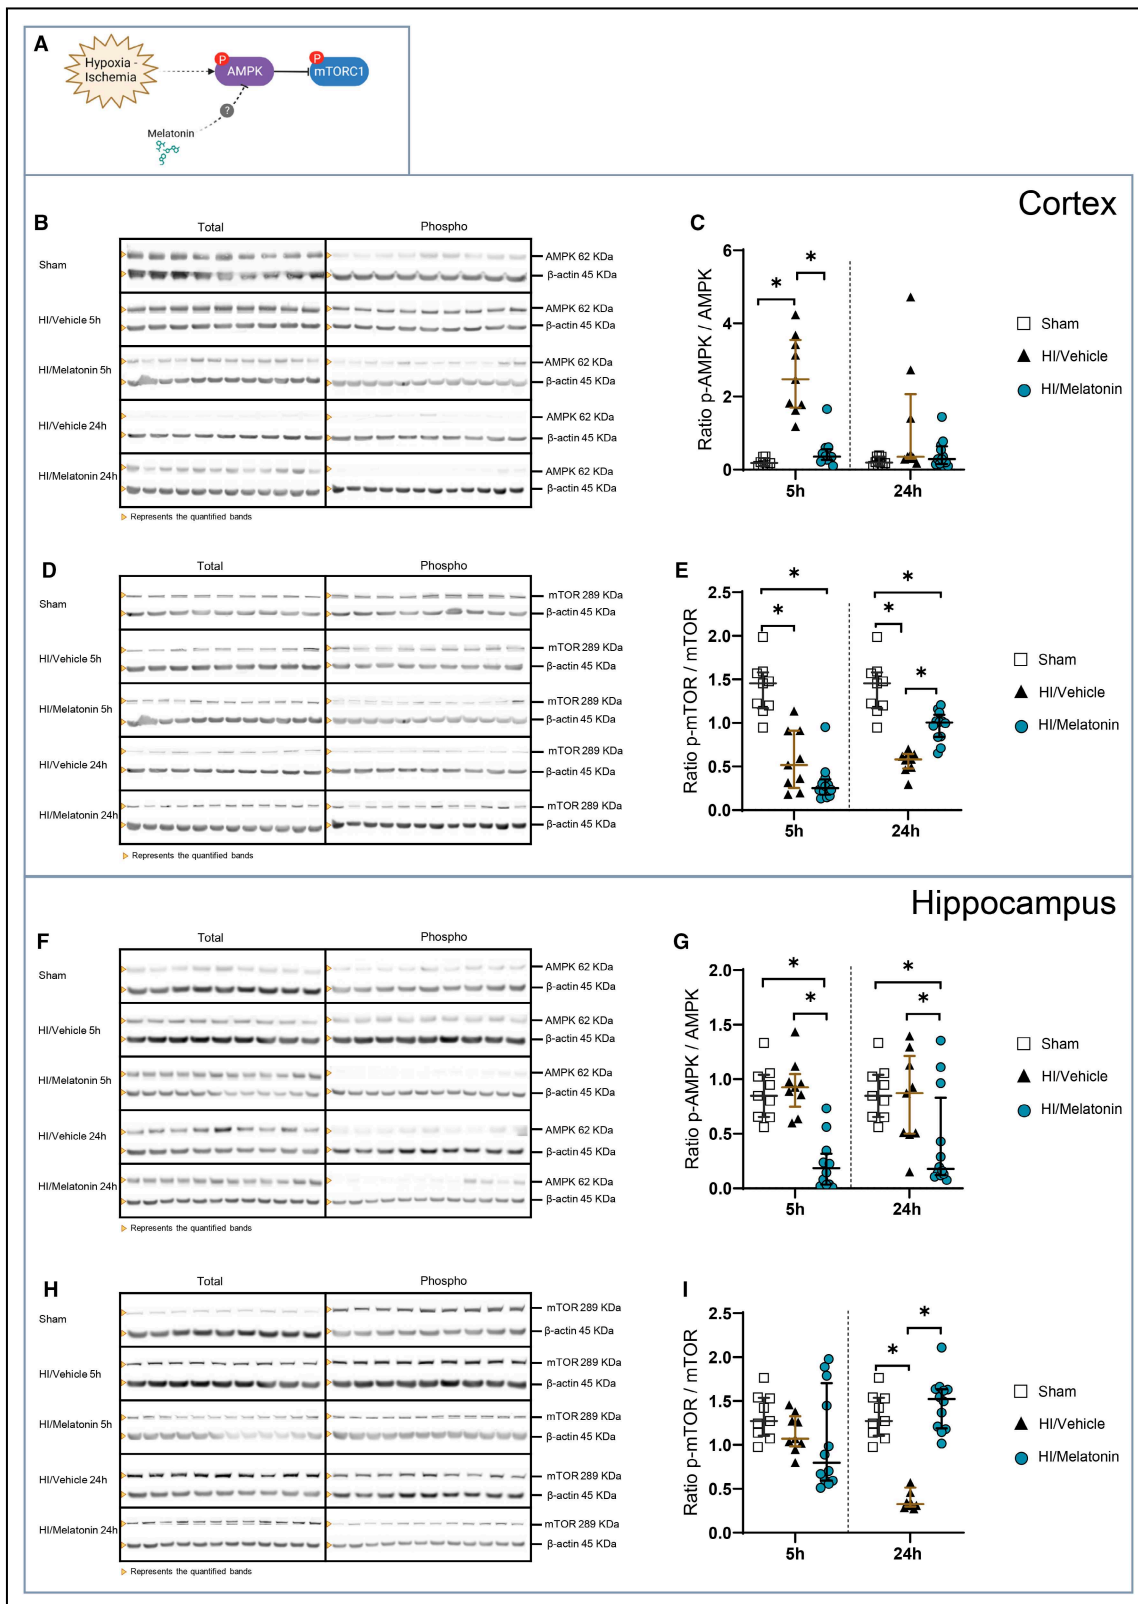 A
Hypoxia -
Ischemia
P
AMPK
P
mTORC1
?
Melatonin
Cortex
B
Total
Phospho
Sham
AMPK 62 KDa
β-actin 45 KDa
HI/Vehicle 5h
AMPK 62 KDa
β-actin 45 KDa
HI/Melatonin 5h
AMPK 62 KDa
β-actin 45 KDa
HI/Vehicle 24h
AMPK 62 KDa
β-actin 45 KDa
HI/Melatonin 24h
AMPK 62 KDa
β-actin 45 KDa
Represents the quantified bands
C
Ratio p-AMPK / AMPK
6
4
2
0
* *
5h
24h
Sham
HI/Vehicle
HI/Melatonin
D
Total
Phospho
Sham
mTOR 289 KDa
β-actin 45 KDa
HI/Vehicle 5h
mTOR 289 KDa
β-actin 45 KDa
HI/Melatonin 5h
mTOR 289 KDa
β-actin 45 KDa
HI/Vehicle 24h
mTOR 289 KDa
β-actin 45 KDa
HI/Melatonin 24h
mTOR 289 KDa
β-actin 45 KDa
Represents the quantified bands
E
Ratio p-mTOR / mTOR
2.5
2.0
1.5
1.0
0.5
0.0
* *
* *
*
5h
24h
Sham
HI/Vehicle
HI/Melatonin
Hippocampus
F
Total
Phospho
Sham
AMPK 62 KDa
β-actin 45 KDa
HI/Vehicle 5h
AMPK 62 KDa
β-actin 45 KDa
HI/Melatonin 5h
AMPK 62 KDa
β-actin 45 KDa
HI/Vehicle 24h
AMPK 62 KDa
β-actin 45 KDa
HI/Melatonin 24h
AMPK 62 KDa
β-actin 45 KDa
Represents the quantified bands
G
Ratio p-AMPK / AMPK
2.0
1.5
1.0
0.5
0.0
* *
* *
5h
24h
Sham
HI/Vehicle
HI/Melatonin
H
Total
Phospho
Sham
mTOR 289 KDa
β-actin 45 KDa
HI/Vehicle 5h
mTOR 289 KDa
β-actin 45 KDa
HI/Melatonin 5h
mTOR 289 KDa
β-actin 45 KDa
HI/Vehicle 24h
mTOR 289 KDa
β-actin 45 KDa
HI/Melatonin 24h
mTOR 289 KDa
β-actin 45 KDa
Represents the quantified bands
I
Ratio p-mTOR / mTOR
2.5
2.0
1.5
1.0
0.5
0.0
* *
5h
24h
Sham
HI/Vehicle
HI/Melatonin